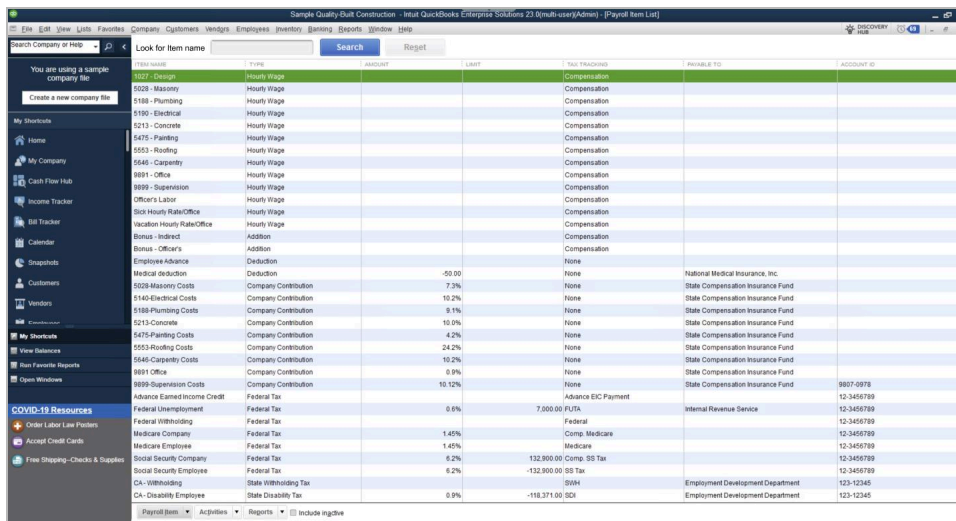 Sample Quality-Built Construction - Intuit QuickBooks Enterprise Solutions 23.0(multi-user)(Admin) - [Payroll Item List]
File Edit View Lists Favorites Company Customers Vendors Employees Inventory Banking Reports Window Help
DISCOVERY HUB
Search Company or Help
Look for Item name Search Reset
You are using a sample company file
Create a new company file
My Shortcuts
Home
My Company
Cash Flow Hub
Income Tracker
Bill Tracker
Calendar
Snapshots
Customers
Vendors
Employees
My Shortcuts
View Balances
Run Favorite Reports
Open Windows
COVID-19 Resources
Order Labor Law Posters
Accept Credit Cards
Free Shipping--Checks & Supplies
ITEM NAME TYPE AMOUNT LIMIT TAX TRACKING PAYABLE TO ACCOUNT ID
1027 - Design Hourly Wage Compensation
5028 - Masonry Hourly Wage Compensation
5188 - Plumbing Hourly Wage Compensation
5190 - Electrical Hourly Wage Compensation
5213 - Concrete Hourly Wage Compensation
5475 - Painting Hourly Wage Compensation
5553 - Roofing Hourly Wage Compensation
5646 - Carpentry Hourly Wage Compensation
9891 - Office Hourly Wage Compensation
9899 - Supervision Hourly Wage Compensation
Officer's Labor Hourly Wage Compensation
Sick Hourly Rate/Office Hourly Wage Compensation
Vacation Hourly Rate/Office Hourly Wage Compensation
Bonus - Indirect Addition Compensation
Bonus - Officer's Addition Compensation
Employee Advance Deduction None
Medical deduction Deduction -50.00 None National Medical Insurance, Inc.
5028-Masonry Costs Company Contribution 7.3% None State Compensation Insurance Fund
5140-Electrical Costs Company Contribution 10.2% None State Compensation Insurance Fund
5188-Plumbing Costs Company Contribution 9.1% None State Compensation Insurance Fund
5213-Concrete Company Contribution 10.0% None State Compensation Insurance Fund
5475-Painting Costs Company Contribution 4.2% None State Compensation Insurance Fund
5553-Roofing Costs Company Contribution 24.2% None State Compensation Insurance Fund
5646-Carpentry Costs Company Contribution 10.2% None State Compensation Insurance Fund
9891 Office Company Contribution 0.9% None State Compensation Insurance Fund
9899-Supervision Costs Company Contribution 10.12% None State Compensation Insurance Fund 9807-0978
Advance Earned Income Credit Federal Tax Advance EIC Payment 12-3456789
Federal Unemployment Federal Tax 0.6% 7,000.00 FUTA Internal Revenue Service 12-3456789
Federal Withholding Federal Tax Federal 12-3456789
Medicare Company Federal Tax 1.45% Comp. Medicare 12-3456789
Medicare Employee Federal Tax 1.45% Medicare 12-3456789
Social Security Company Federal Tax 6.2% 132,900.00 Comp. SS Tax 12-3456789
Social Security Employee Federal Tax 6.2% -132,900.00 SS Tax 12-3456789
CA - Withholding State Withholding Tax SWH Employment Development Department 123-12345
CA - Disability Employee State Disability Tax 0.9% -118,371.00 SDI Employment Development Department 123-12345
Payroll Item Activities Reports Include inactive